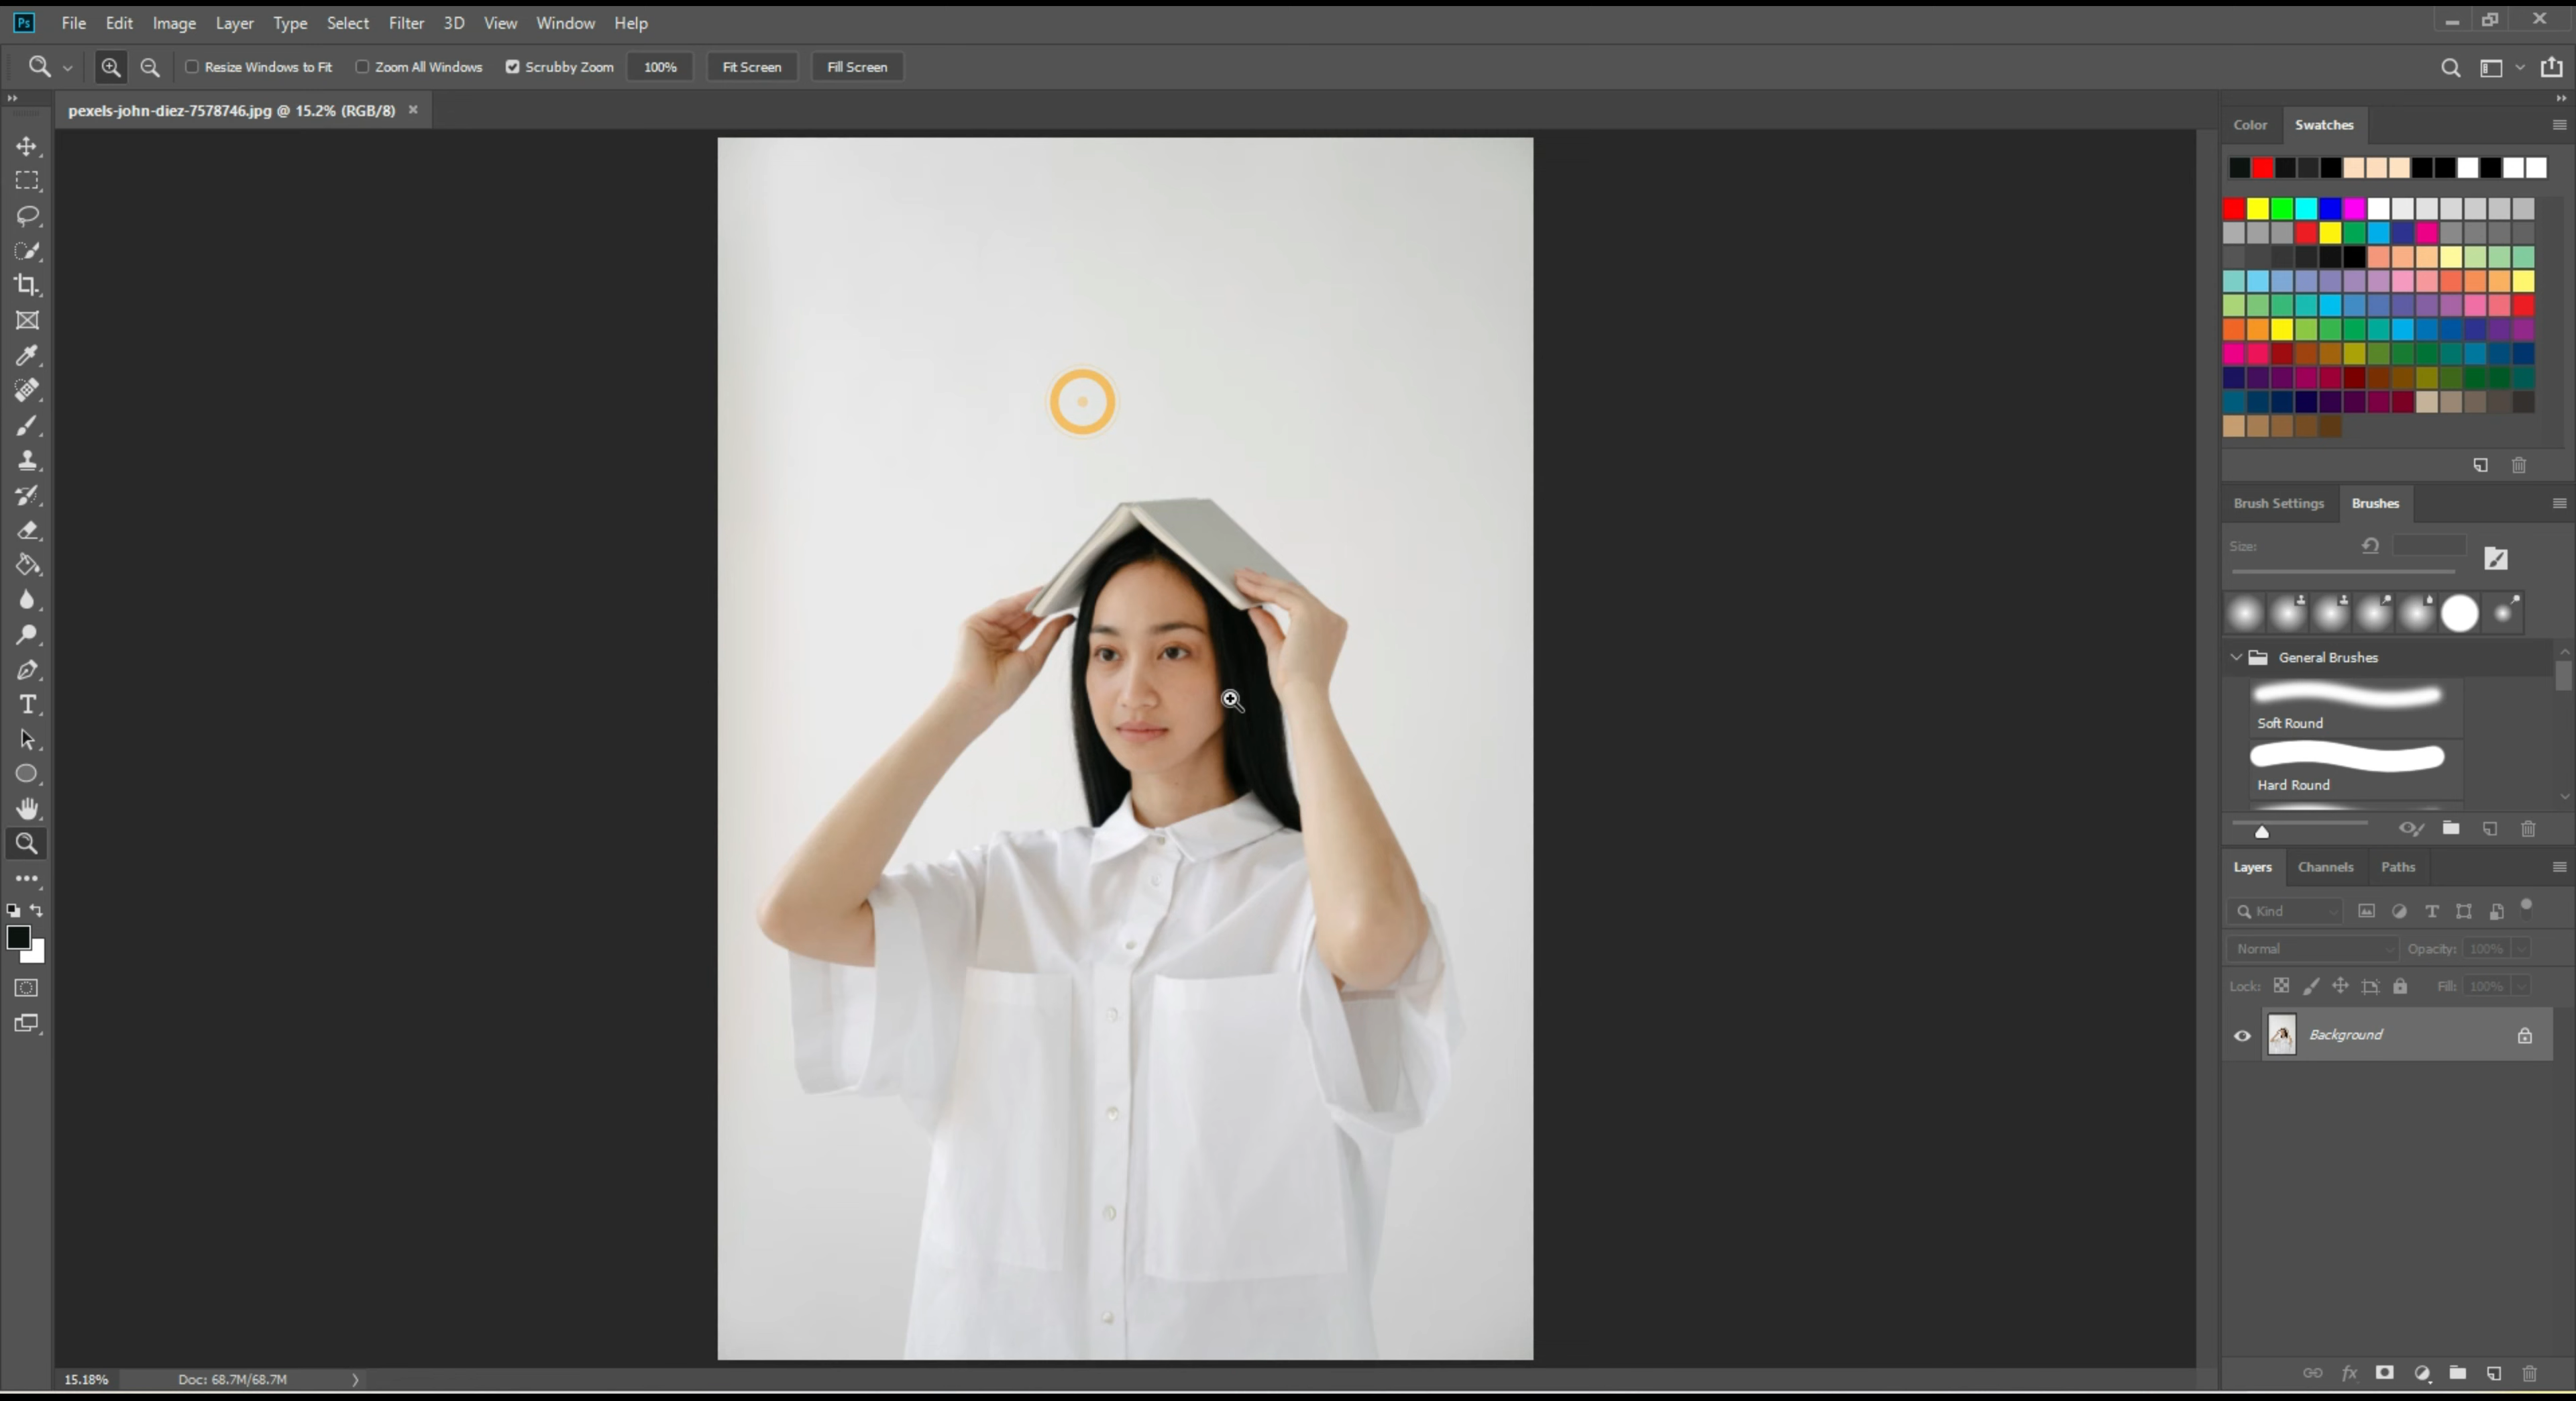 Ps File Edit Image Layer Type Select Filter 3D View Window Help
Resize Windows to Fit Zoom All Windows Scrubby Zoom 100% Fit Screen Fill Screen
pexels-john-diez-7578746.jpg @ 15.2% (RGB/8) ×
Color Swatches
Brush Settings Brushes
Size:
General Brushes
Soft Round
Hard Round
Layers Channels Paths
Kind
Normal Opacity: 100%
Lock: Fill: 100%
Background
fx
15.18% Doc: 68.7M/68.7M